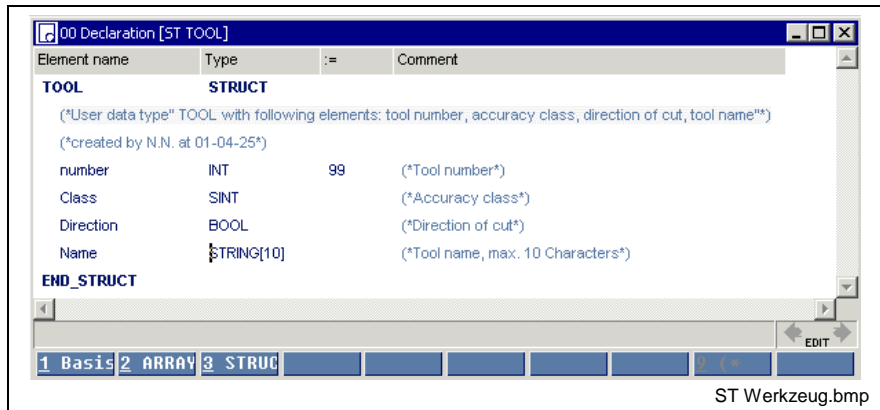 00 Declaration [ST TOOL]
Element name Type := Comment
TOOL STRUCT
(*User data type" TOOL with following elements: tool number, accuracy class, direction of cut, tool name"*)
(*created by N.N. at 01-04-25*)
number INT 99 (*Tool number*)
Class SINT (*Accuracy class*)
Direction BOOL (*Direction of cut*)
Name STRING[10] (*Tool name, max. 10 Characters*)
END_STRUCT
EDIT
1 Basis 2 ARRAY 3 STRUC 9 (*
ST Werkzeug.bmp